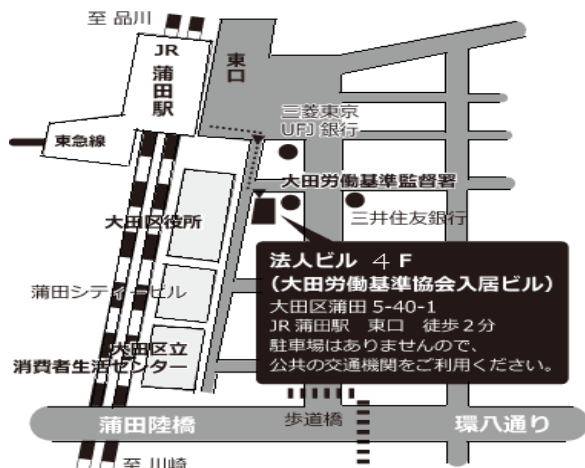 至 品川
JR
蒲田駅
東口
三菱東京
UFJ 銀行
東急線
大田労働基準監督署
大田区役所
三井住友銀行
法人ビル ４Ｆ
(大田労働基準協会入居ビル)
大田区蒲田 5-40-1
JR 蒲田駅　東口　徒歩２分
駐車場はありませんので、
公共の交通機関をご利用ください。
蒲田シティービル
大田区立
消費者生活センター
歩道橋
蒲田陸橋
環八通り
至 川崎